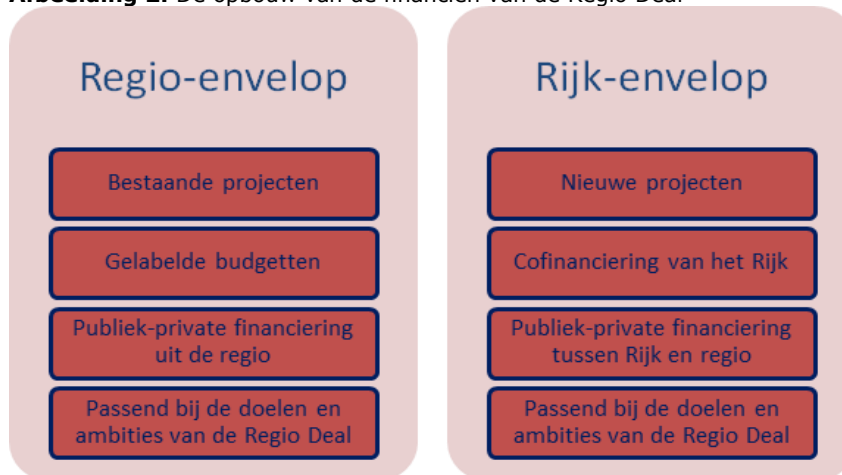 Afbeelding 2. De opbouw van de financiën van de Regio Deal
Regio-envelop
Bestaande projecten
Gelabelde budgetten
Publiek-private financiering
uit de regio
Passend bij de doelen en
ambities van de Regio Deal
Rijk-envelop
Nieuwe projecten
Cofinanciering van het Rijk
Publiek-private financiering
tussen Rijk en regio
Passend bij de doelen en
ambities van de Regio Deal